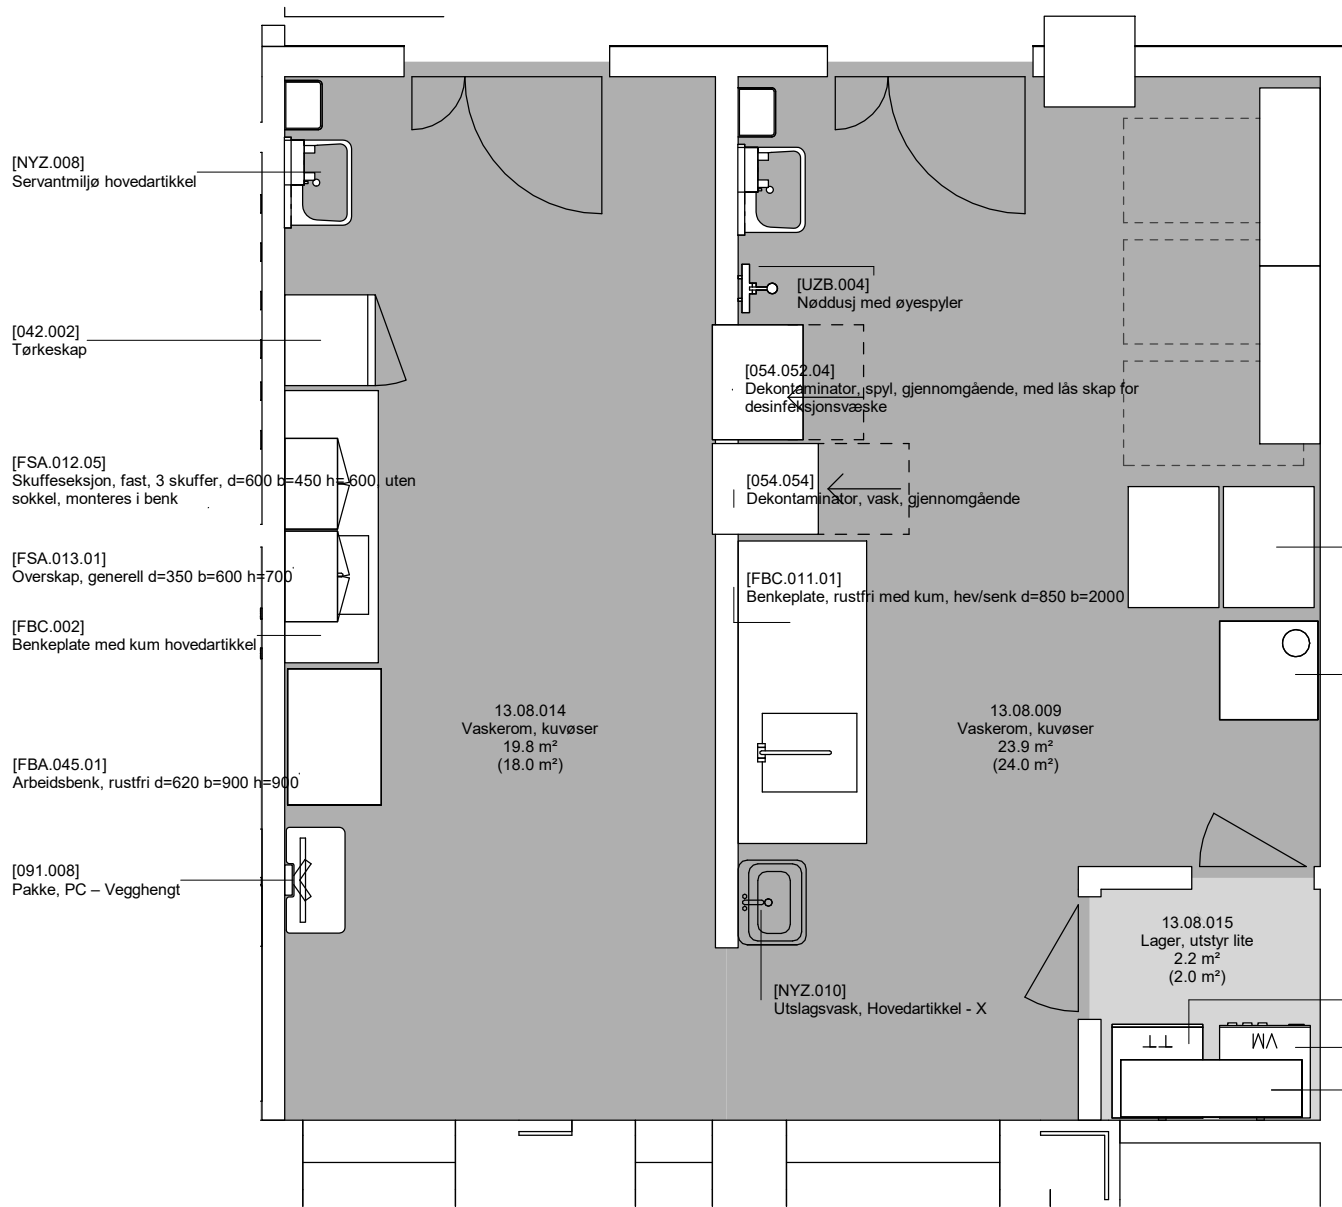 [NYZ.008]
Servantmiljø hovedartikkel
[042.002]
Tørkeskap
[FSA.012.05]
Skuffeseksjon, fast, 3 skuffer, d=600 b=450 h=600, uten
sokkel, monteres i benk
[FSA.013.01]
Overskap, generell d=350 b=600 h=700
[FBC.002]
Benkeplate med kum hovedartikkel
[FBA.045.01]
Arbeidsbenk, rustfri d=620 b=900 h=900
[091.008]
Pakke, PC – Vegghengt
13.08.014
Vaskerom, kuvøser
19.8 m²
(18.0 m²)
[UZB.004]
Nøddusj med øyespyler
[054.052.04]
Dekontaminator, spyl, gjennomgående, med lås skap for
desinfeksjonsvæske
[054.054]
Dekontaminator, vask, gjennomgående
[FBC.011.01]
Benkeplate, rustfri med kum, hev/senk d=850 b=2000
13.08.009
Vaskerom, kuvøser
23.9 m²
(24.0 m²)
[NYZ.010]
Utslagsvask, Hovedartikkel - X
13.08.015
Lager, utstyr lite
2.2 m²
(2.0 m²)
TT
VM